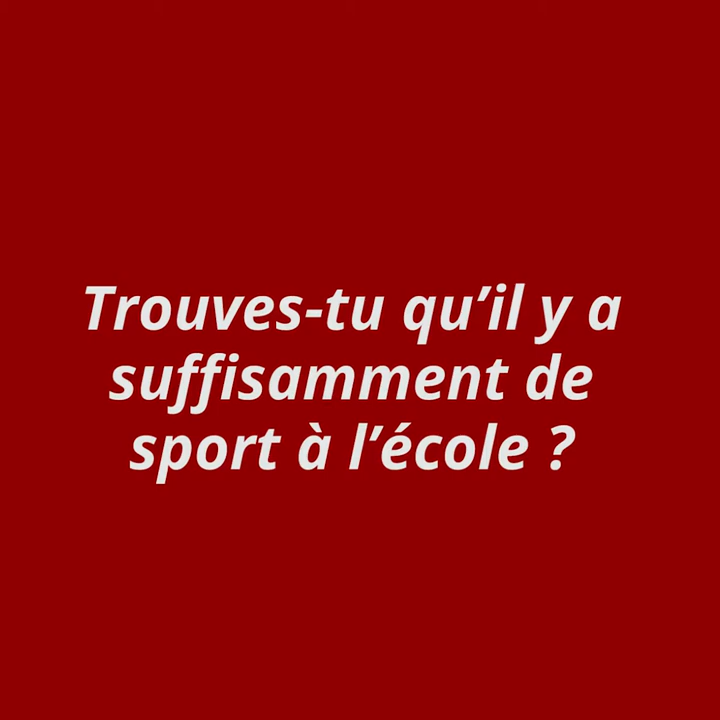 Trouves-tu qu’il y a
suffisamment de
sport à l’école ?